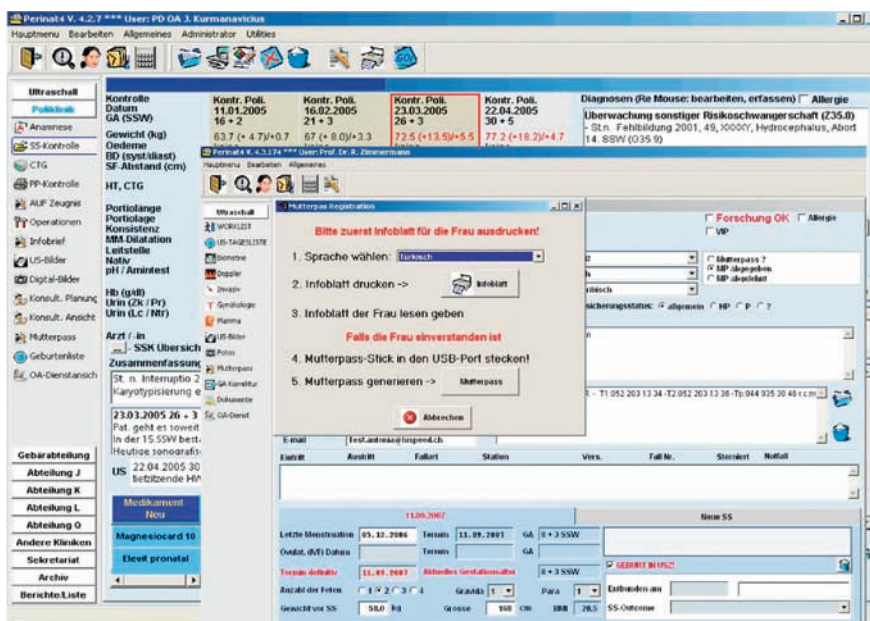 Perinat4 V. 4.2.7 *** User: PD OA J. Kurmanavicius
Hauptmenu Bearbeiten Allgemeines Administrator Utilities
Ultraschall
Poliklinik
Anamnese
SS-Kontrolle
CTG
PP-Kontrolle
AUF Zeugnis
Operationen
Infobrief
US-Bilder
Digital-Bilder
Konsult. Planung
Konsult. Ansicht
Mutterpass
Geburtenliste
OA-Dienstansich
Gebärabteilung
Abteilung J
Abteilung K
Abteilung L
Abteilung O
Andere Kliniken
Sekretariat
Archiv
Berichte/Liste
Kontrolle
Datum
GA (SSW)
Gewicht (kg)
Oedeme
BD (syst/diast)
SF-Abstand (cm)
HT, CTG
Portiolänge
Portiolage
Konsistenz
MM-Dilatation
Leitstelle
Nativ
pH / Amintest
Hb (g/dl)
Urin (Zk / Pr)
Urin (Lc / Ntr)
Arzt / -in
... - SSK Übersich
Zusammenfassung
St. n. Interruptio 2
Karyotypisierung e
23.03.2005 26 + 3
Pat. geht es soweit
In der 15.SSW best
Heutige sonografis
US 22.04.2005 30
tiefsitzende HW
Medikament
Neu
Magnesiocard 10
Elevit pronatal
Kontr. Poli. Kontr. Poli. Kontr. Poli. Kontr. Poli.
11.01.2005 16.02.2005 23.03.2005 22.04.2005
16 + 2 21 + 3 26 + 3 30 + 5
63.7 (+ 4.7)/+0.7 67 (+ 8.0)/+3.3 72.5 (+13.5)/+5.5 77.2 (+18.2)/+4.7
Diagnosen (Re Mouse: bearbeiten, erfassen) Allergie
Überwachung sonstiger Risikoschwangerschaft (Z35.8)
- St.n. Fehlbildung 2001, 49, XXXXY, Hydrocephalus, Abort
14. SSW (O35.9)
Perinat4 V. 4.3.174 *** User: Prof. Dr. R. Zimmermann
Hauptmenu Bearbeiten Allgemeines
Ultraschall
WORKLIST
US-TAGESLISTE
Biometrie
Doppler
Invasiv
Gynäkologie
Mamma
US-Bilder
Fotos
Mutterpass
GA Korrektur
Dokumente
OA-Dienst
Mutterpass Registration
Bitte zuerst Infoblatt für die Frau ausdrucken!
1. Sprache wählen: Türkisch
2. Infoblatt drucken -> Infoblatt
3. Infoblatt der Frau lesen geben
Falls die Frau einverstanden ist
4. Mutterpass-Stick in den USB-Port stecken!
5. Mutterpass generieren -> Mutterpass
Abbrechen
Forschung OK Allergie
VIP
Mutterpass ?
MP abgegeben
MP abgelehnt
sicherungsstatus: allgemein HP P ?
E-mail
Eintritt Austritt Fallart Station Vers. Fall Nr. Storniert Notfall
11.09.2007 Neue SS
Letzte Menstruation 05.12.2006 Termin 11.09.2007 GA 8 + 3 SSW
Ovulat. (IVF) Datum Termin GA
Termin definitiv 11.09.2007 Aktuelles Gestationsalter 8 + 3 SSW
GEBURT IN USZ!
Anzahl der Feten 1 2 3 4 Gravida 1 Para 1 Entbunden am
Gewicht vor SS 58,0 kg Grosse 168 cm BMI 20.5 SS-Outcome